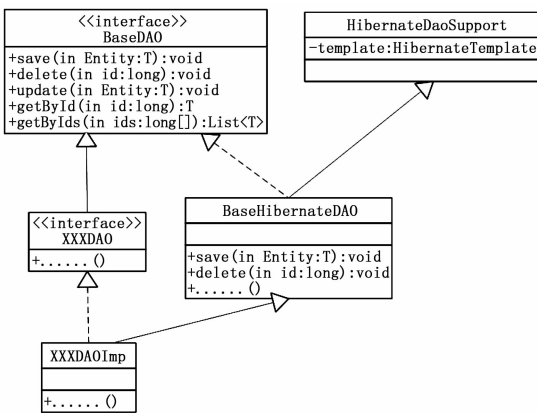 <<interface>>
BaseDAO
+save(in Entity:T):void
+delete(in id:long):void
+update(in Entity:T):void
+getById(in id:long):T
+getByIds(in ids:long[]):List<T>
HibernateDaoSupport
-template:HibernateTemplate
<<interface>>
XXXDAO
+......()
BaseHibernateDAO
+save(in Entity:T):void
+delete(in id:long):void
+......()
XXXDAOImp
+......()